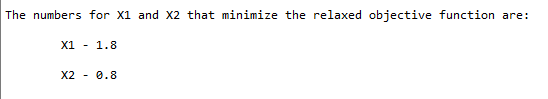 The numbers for X1 and X2 that minimize the relaxed objective function are:
X1 - 1.8
X2 - 0.8